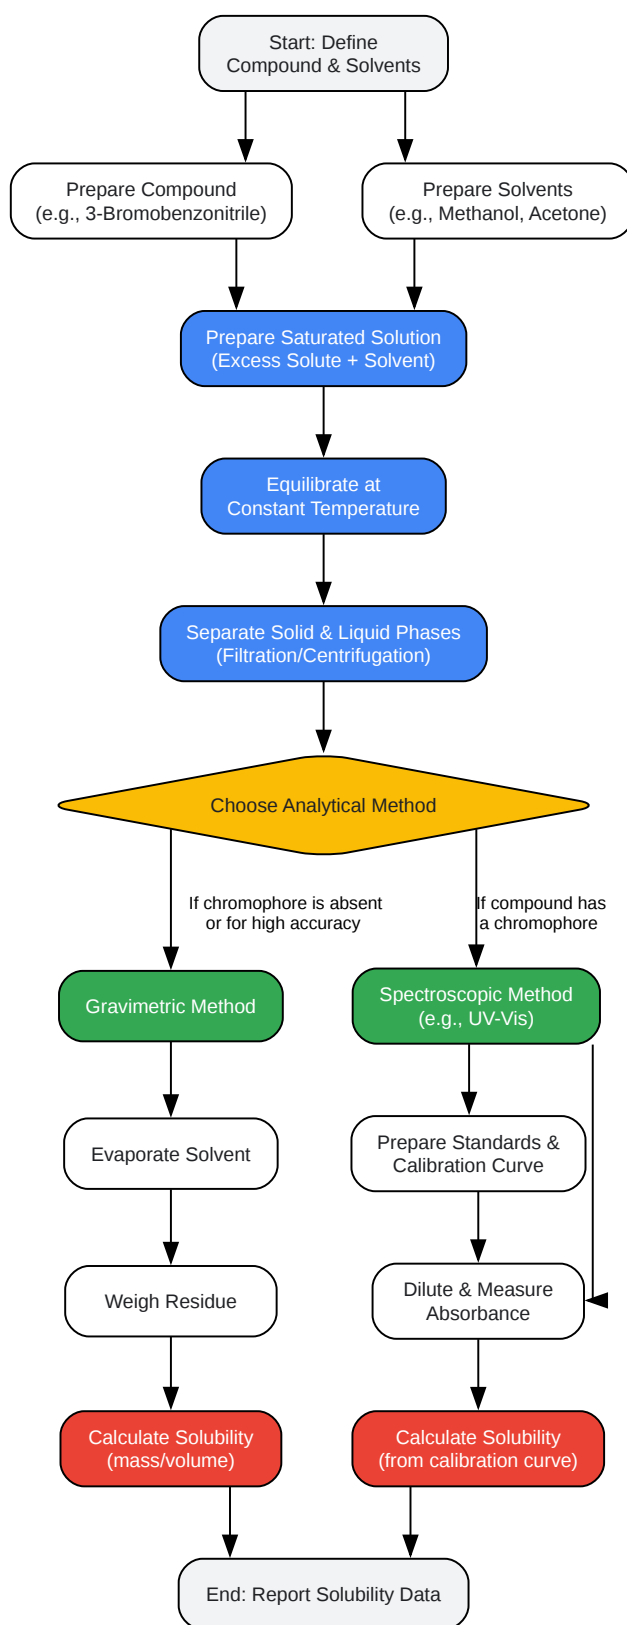 Start: Define
Compound & Solvents
Prepare Compound
(e.g., 3-Bromobenzonitrile)
Prepare Solvents
(e.g., Methanol, Acetone)
Prepare Saturated Solution
(Excess Solute + Solvent)
Equilibrate at
Constant Temperature
Separate Solid & Liquid Phases
(Filtration/Centrifugation)
Choose Analytical Method
If chromophore is absent
or for high accuracy
If compound has
a chromophore
Gravimetric Method
Spectroscopic Method
(e.g., UV-Vis)
Evaporate Solvent
Prepare Standards &
Calibration Curve
Weigh Residue
Dilute & Measure
Absorbance
Calculate Solubility
(mass/volume)
Calculate Solubility
(from calibration curve)
End: Report Solubility Data